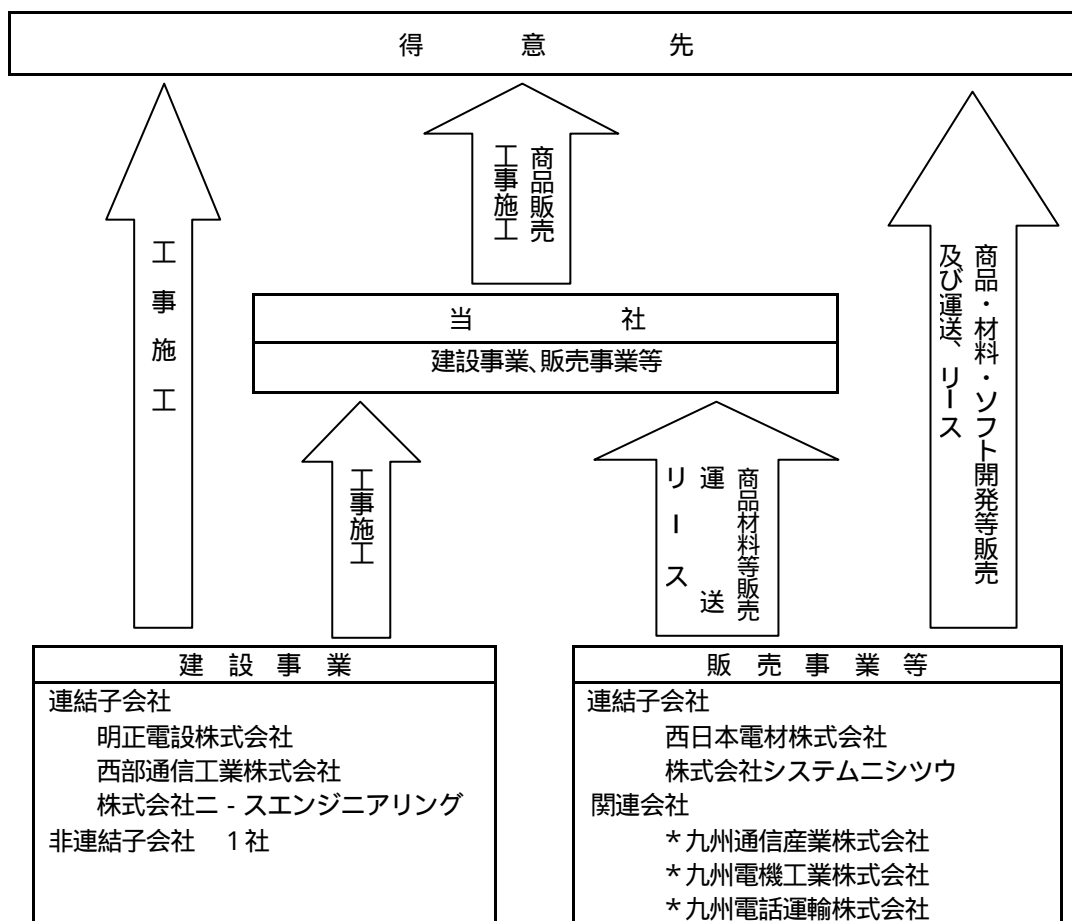 得意先
工事施工
商品販売
工事施工
商品・材料・ソフト開発等販売
及び運送、リース
当社
建設事業、販売事業等
工事施工
商品材料等販売
運送
リース
建設事業
連結子会社
明正電設株式会社
西部通信工業株式会社
株式会社ニ - スエンジニアリング
非連結子会社 1社
販売事業等
連結子会社
西日本電材株式会社
株式会社システムニシツウ
関連会社
*九州通信産業株式会社
*九州電機工業株式会社
*九州電話運輸株式会社